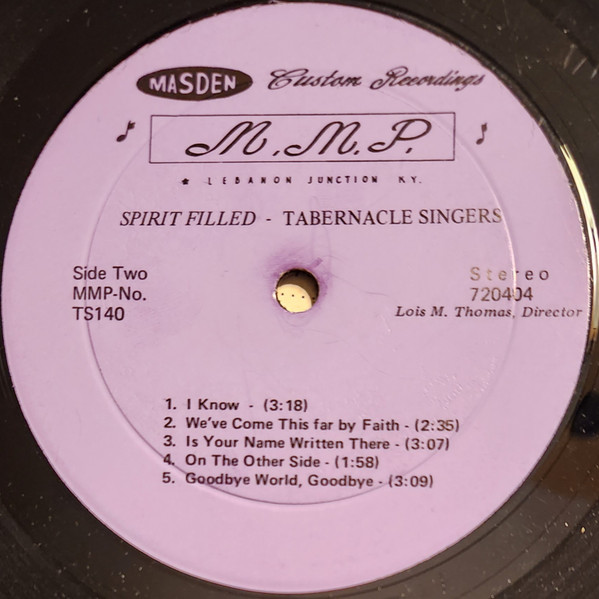 MASDEN Custom Recordings
M.M.P.
★ LEBANON JUNCTION KY.
SPIRIT FILLED - TABERNACLE SINGERS
Side Two
MMP-No.
TS140
Stereo
720404
Lois M. Thomas, Director
1. I Know - (3:18)
2. We've Come This far by Faith - (2:35)
3. Is Your Name Written There - (3:07)
4. On The Other Side - (1:58)
5. Goodbye World, Goodbye - (3:09)